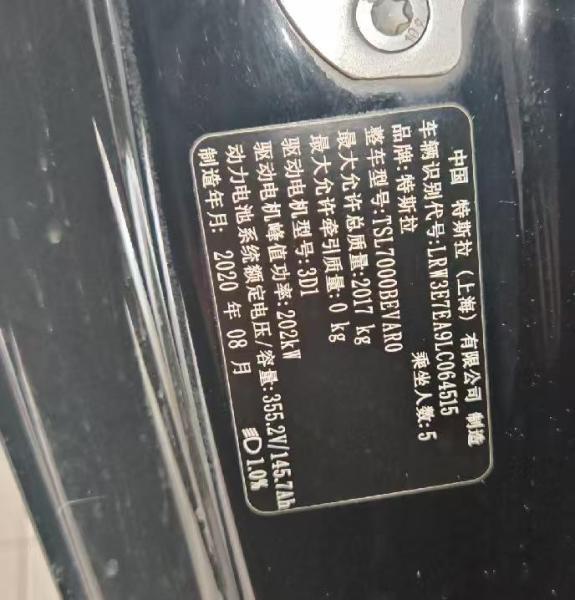 中国 特斯拉 (上海) 有限公司 制造
车辆识别代号:LRW3E7EA9LC064515
品牌:特斯拉 乘坐人数:5
整车型号:TSL7000BEVAR0
最大允许总质量:2017 kg
最大允许牵引质量: 0 kg
驱动电机型号:3D1
驱动电机峰值功率:202kW
动力电池系统额定电压/容量:355.2V/145.7Ah
制造年月: 2020 年 08 月 1.0%